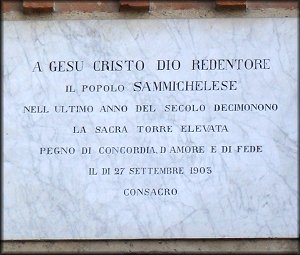 A GESU CRISTO DIO REDENTORE
IL POPOLO SAMMICHELESE
NELL ULTIMO ANNO DEL SECOLO DECIMONONO
LA SACRA TORRE ELEVATA
PEGNO DI CONCORDIA, D'AMORE E DI FEDE
IL DI 27 SETTEMBRE 1903
CONSACRO